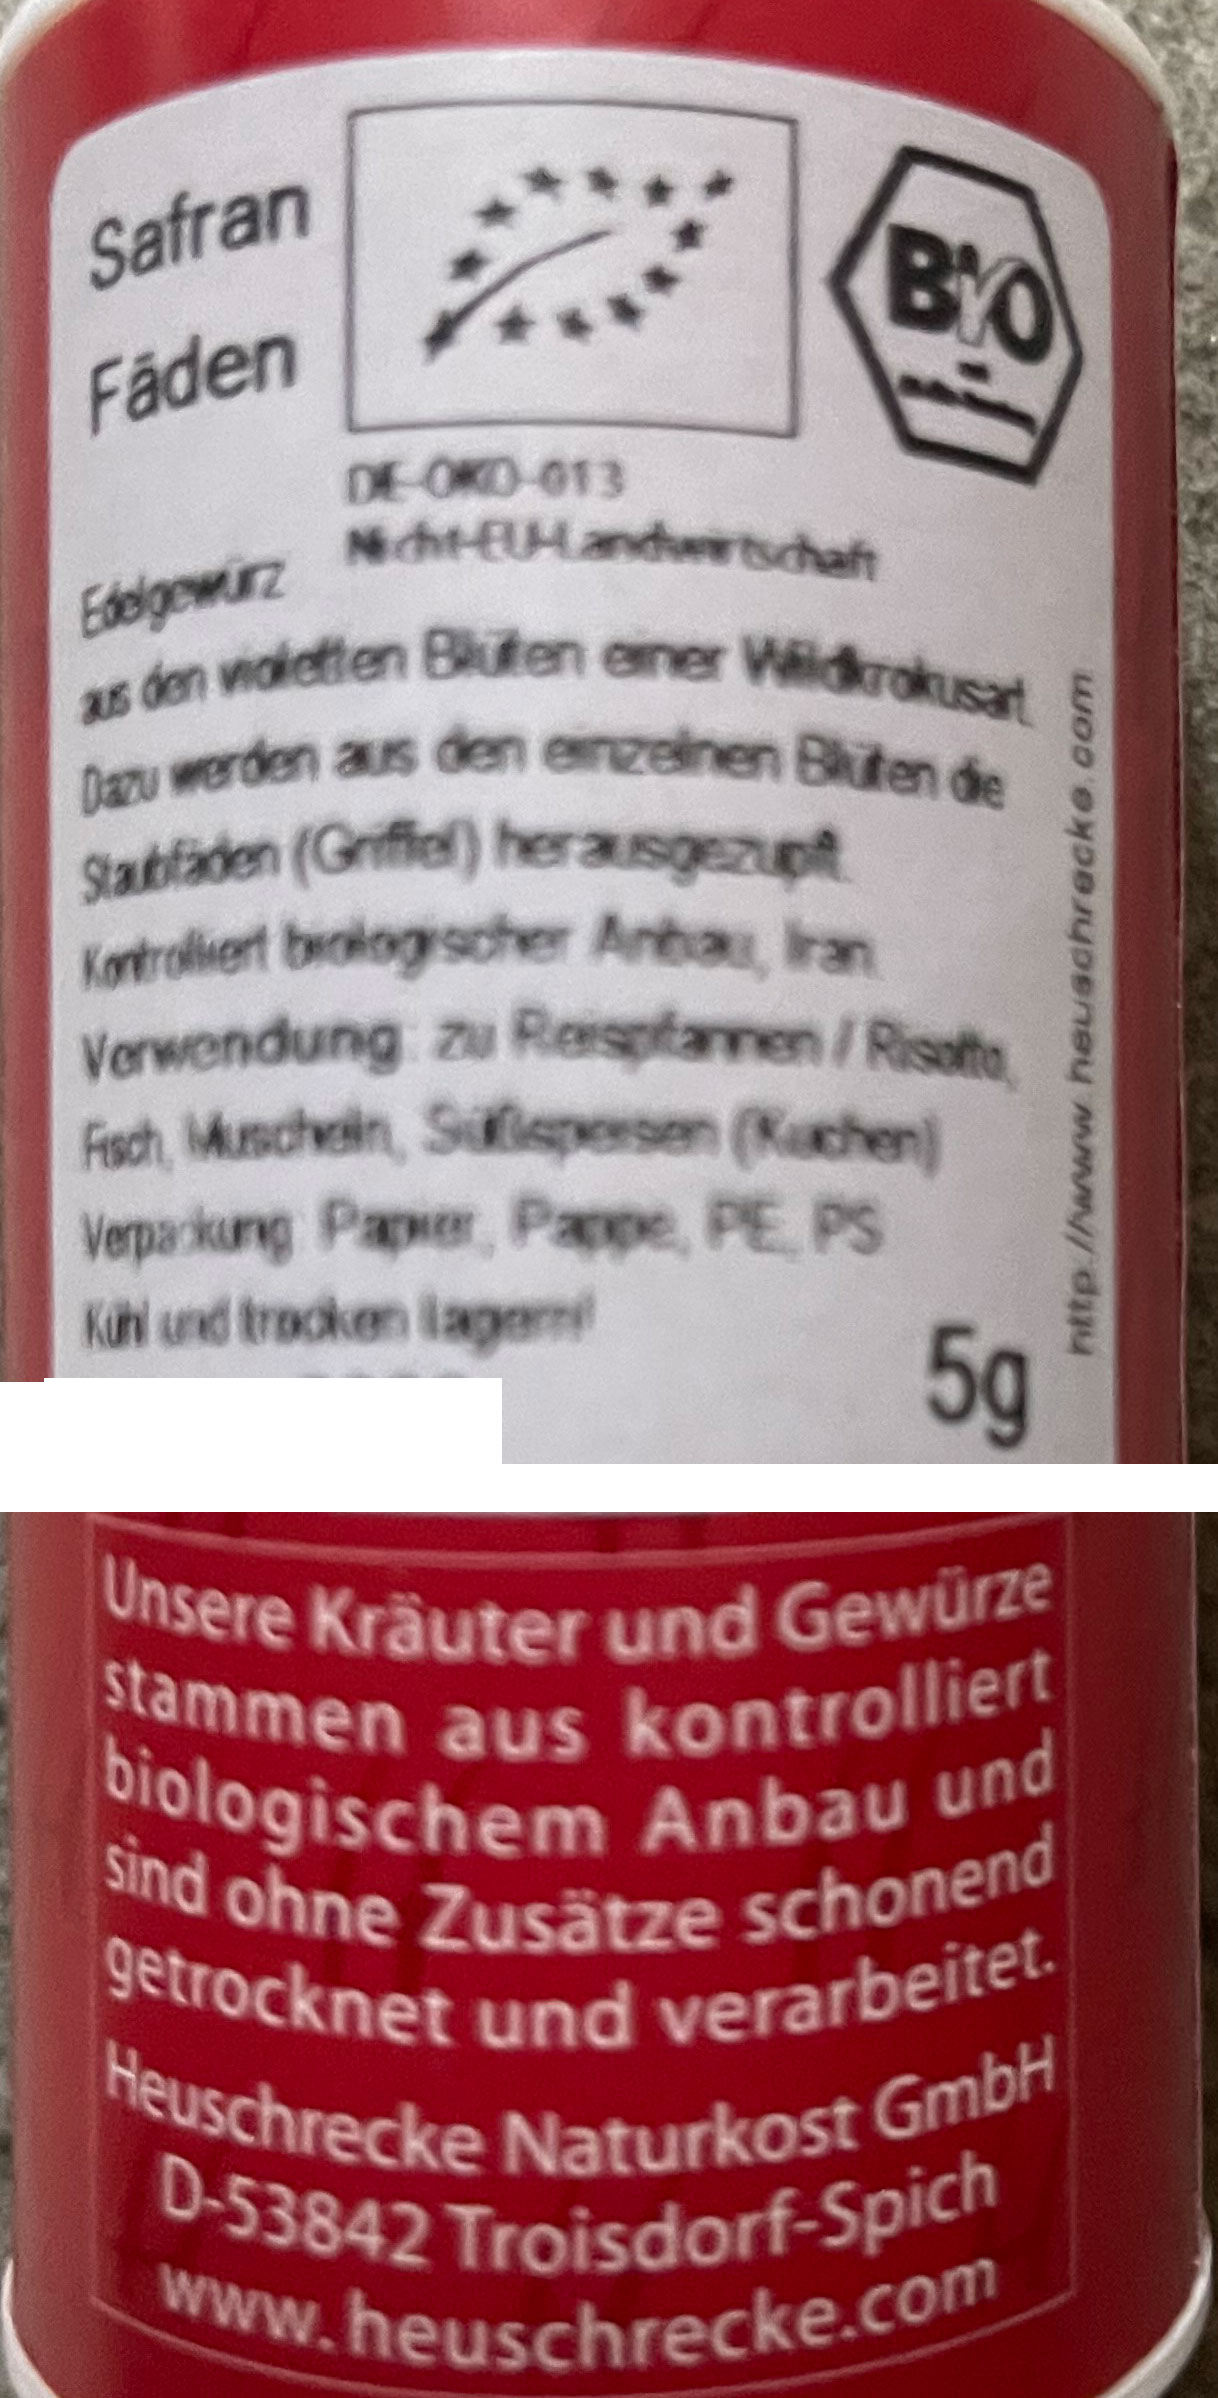 Safran
Fäden
BIO
DE-ÖKO-013
Nicht-EU-Landwirtschaft
Edelgewürz
aus den violetten Blüten einer Wildkrokusart.
Dazu werden aus den einzelnen Blüten die
Staubfäden (Griffel) herausgezupft.
Kontrolliert biologischer Anbau, Iran
Verwendung: zu Reispfannen / Risotto,
Fisch, Muscheln, Süßspeisen (Kuchen)
Verpackung: Papier, Pappe, PE, PS
Kühl und trocken lagern!
5g
http://www.heuschrecke.com
Unsere Kräuter und Gewürze
stammen aus kontrolliert
biologischem Anbau und
sind ohne Zusätze schonend
getrocknet und verarbeitet.
Heuschrecke Naturkost GmbH
D-53842 Troisdorf-Spich
www.heuschrecke.com